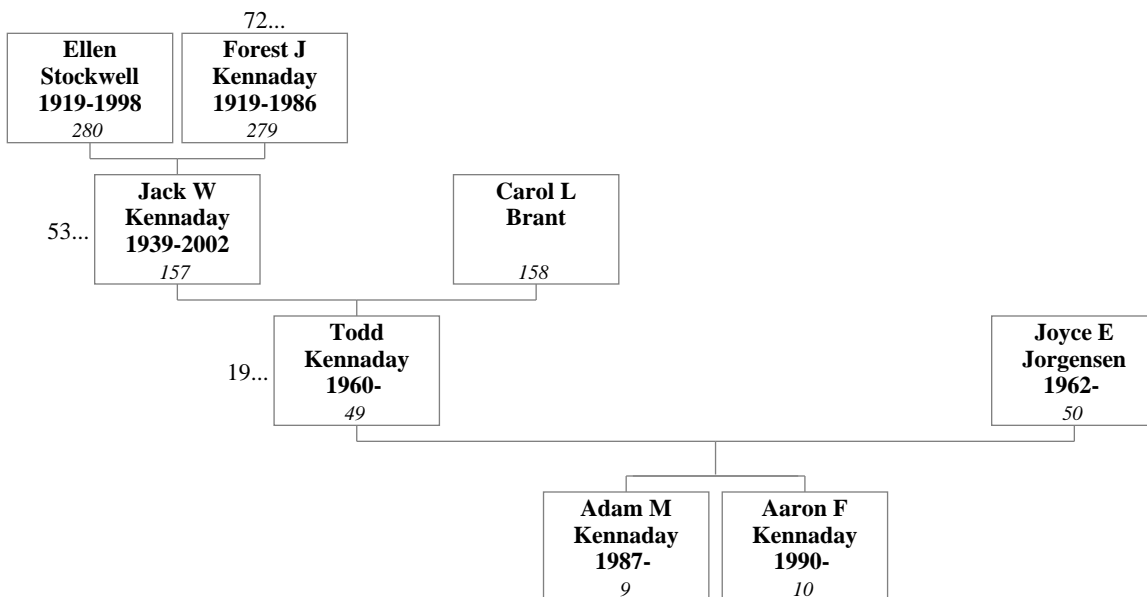 72...
Ellen
Stockwell
1919-1998
280
Forest J
Kennaday
1919-1986
279
53...
Jack W
Kennaday
1939-2002
157
Carol L
Brant
158
19...
Todd
Kennaday
1960-
49
Joyce E
Jorgensen
1962-
50
Adam M
Kennaday
1987-
9
Aaron F
Kennaday
1990-
10